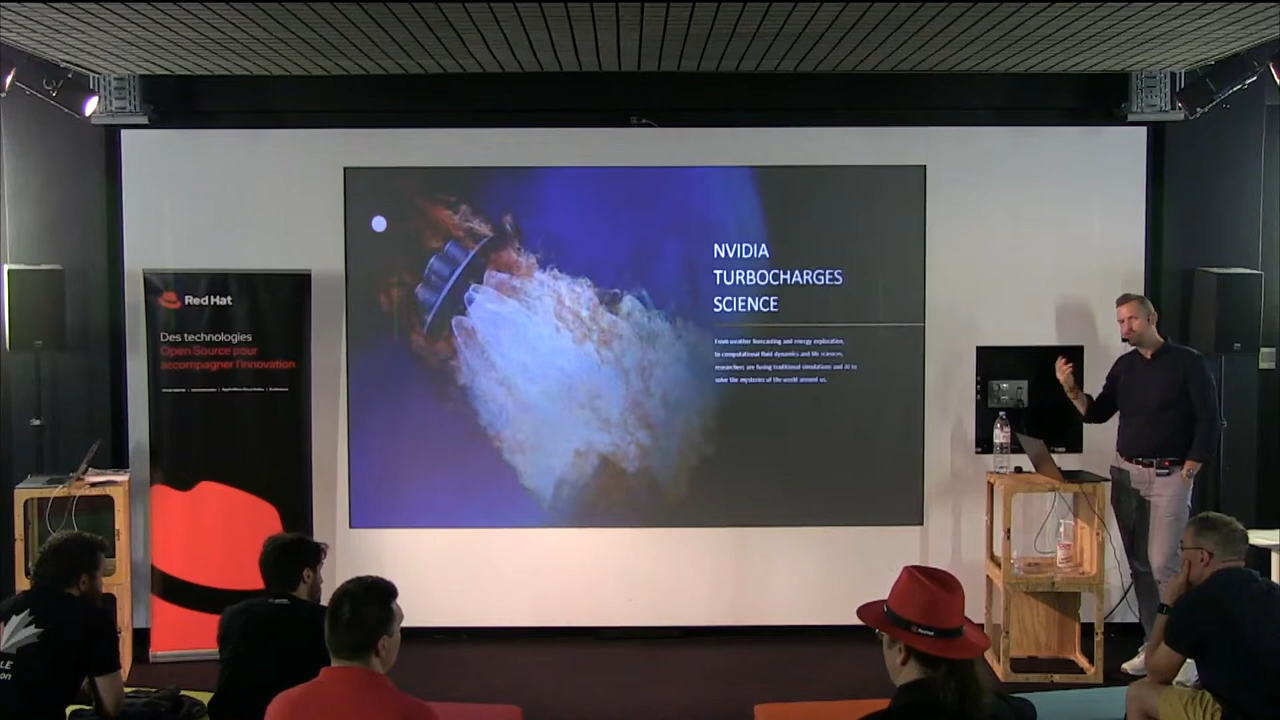 Red Hat
Des technologies
Open Source pour
accompagner l'innovation
NVIDIA
TURBOCHARGES
SCIENCE
From weather forecasting and energy exploration,
to computational fluid dynamics and life sciences,
researchers are fusing traditional simulations and AI to
solve the mysteries of the world around us.
RedHat